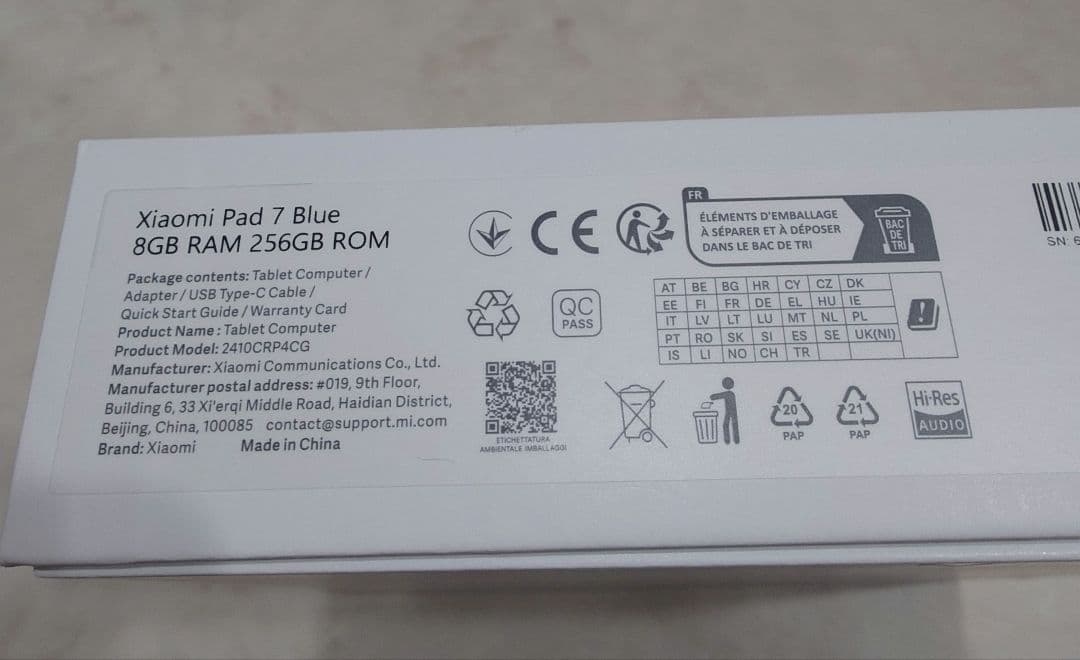 Xiaomi Pad 7 Blue
8GB RAM 256GB ROM
Package contents: Tablet Computer /
Adapter / USB Type-C Cable /
Quick Start Guide / Warranty Card
Product Name : Tablet Computer
Product Model: 2410CRP4CG
Manufacturer: Xiaomi Communications Co., Ltd.
Manufacturer postal address: #019, 9th Floor,
Building 6, 33 Xi'erqi Middle Road, Haidian District,
Beijing, China, 100085 contact@support.mi.com
Brand: Xiaomi Made in China
CE
FR
ÉLÉMENTS D'EMBALLAGE
À SÉPARER ET À DÉPOSER
DANS LE BAC DE TRI
BAC
DE
TRI
QC
PASS
AT BE BG HR CY CZ DK
EE FI FR DE EL HU IE
IT LV LT LU MT NL PL
PT RO SK SI ES SE UK(NI)
IS LI NO CH TR
ETICHETTATURA
AMBIENTALE IMBALLAGGI
20
PAP
21
PAP
Hi-Res
AUDIO
SN: 6